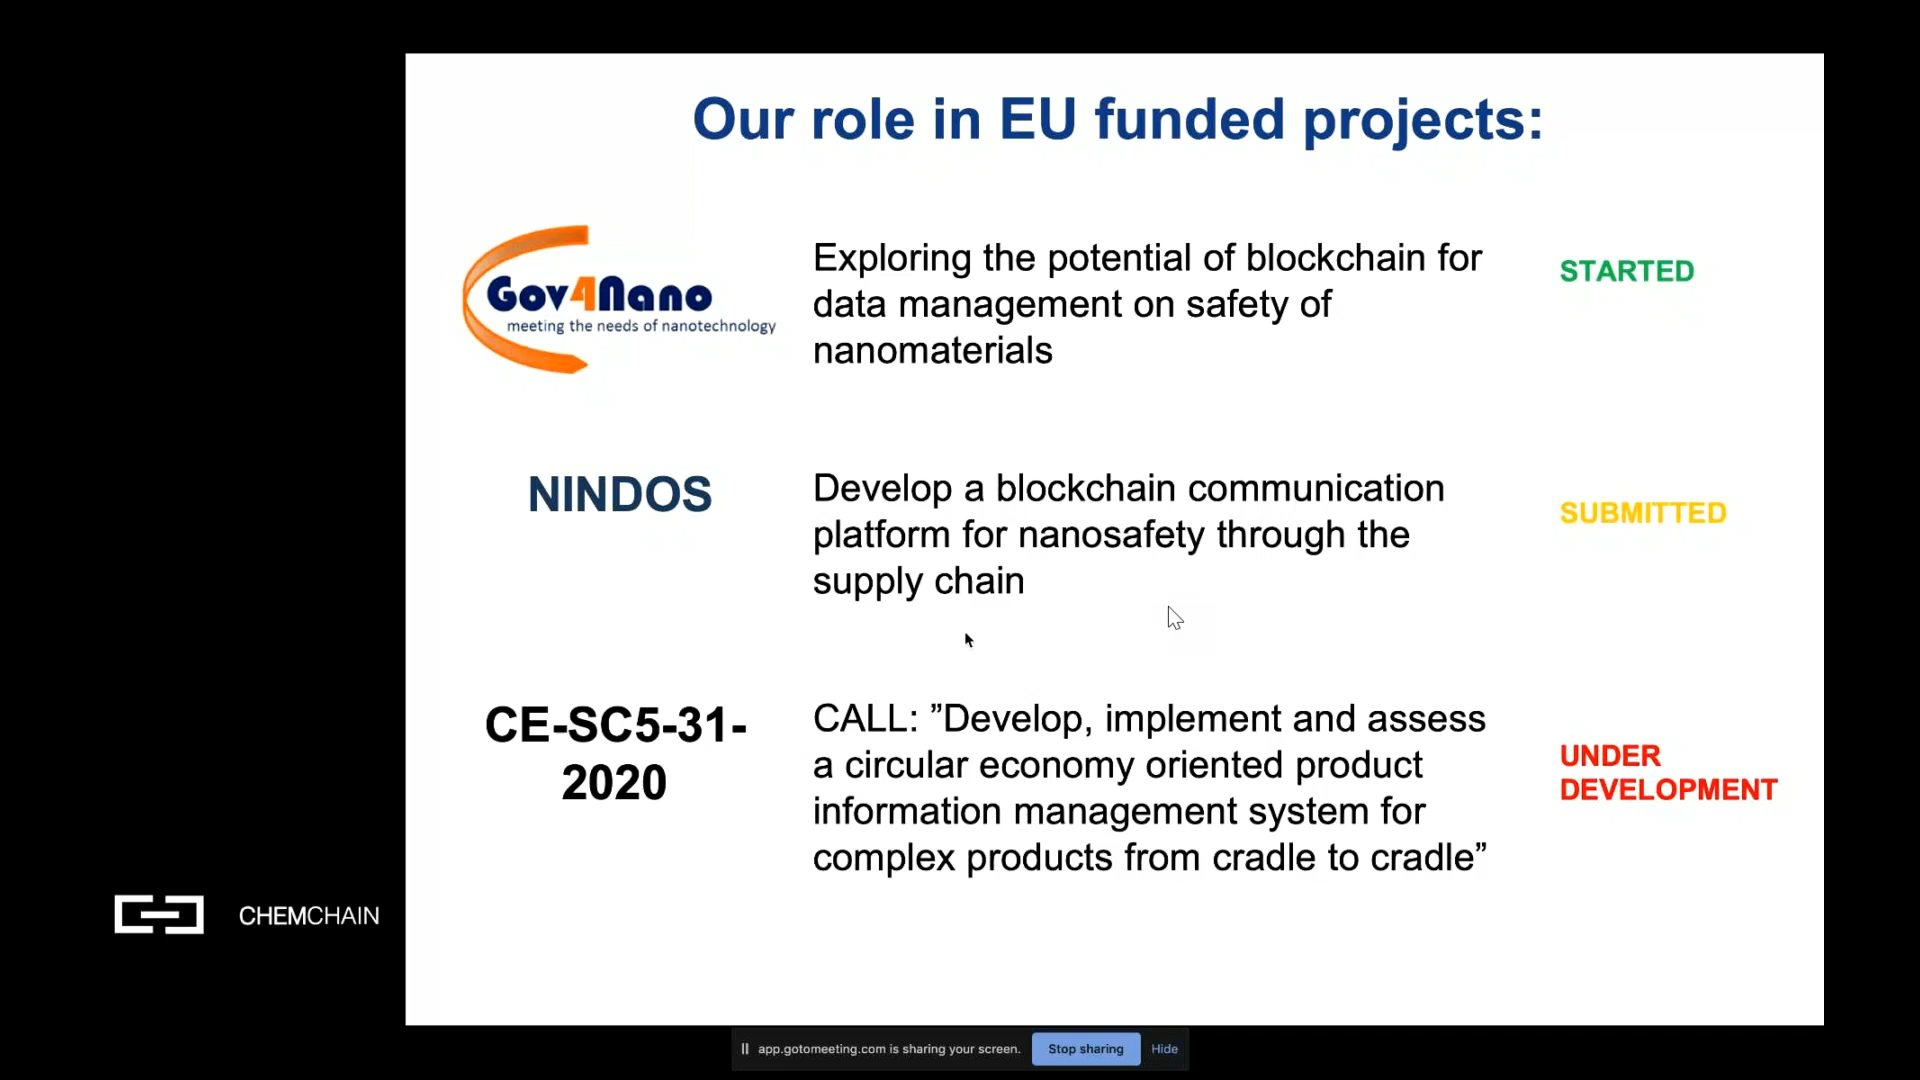 Our role in EU funded projects:
Gov4Nano
meeting the needs of nanotechnology
Exploring the potential of blockchain for
data management on safety of
nanomaterials
STARTED
NINDOS
Develop a blockchain communication
platform for nanosafety through the
supply chain
SUBMITTED
CE-SC5-31-
2020
CALL: ”Develop, implement and assess
a circular economy oriented product
information management system for
complex products from cradle to cradle”
UNDER
DEVELOPMENT
CHEMCHAIN
app.gotomeeting.com is sharing your screen.
Stop sharing
Hide